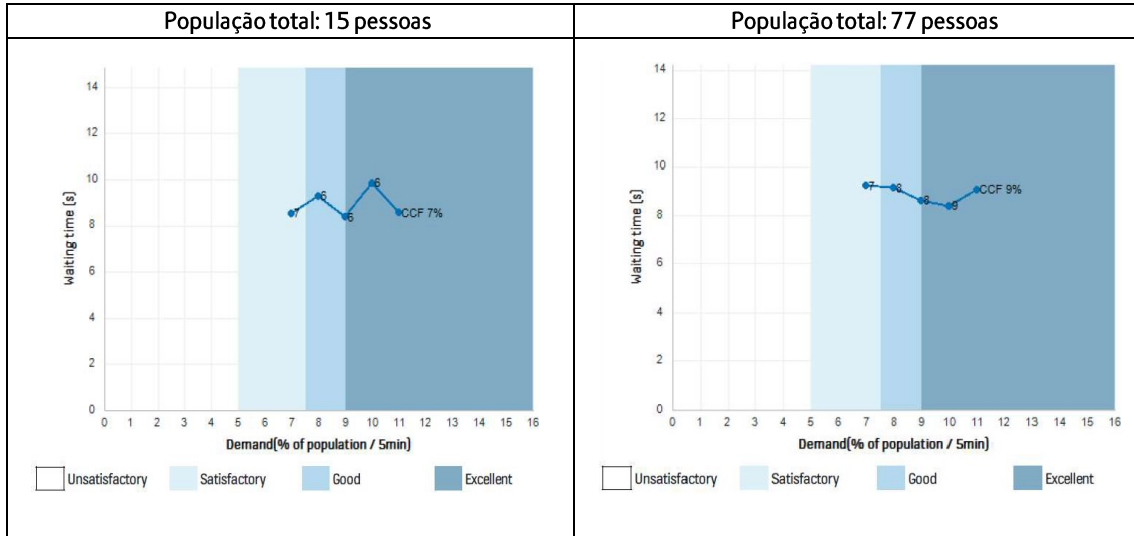 População total: 15 pessoas
População total: 77 pessoas
14
12
10
8
6
4
2
0
Waiting time (s)
7
6
6
6
CCF 7%
0 1 2 3 4 5 6 7 8 9 10 11 12 13 14 15 16
Demand(% of population / 5min)
Unsatisfactory Satisfactory Good Excellent
14
12
10
8
6
4
2
0
Waiting time (s)
7
8
8
9
CCF 9%
0 1 2 3 4 5 6 7 8 9 10 11 12 13 14 15 16
Demand(% of population / 5min)
Unsatisfactory Satisfactory Good Excellent